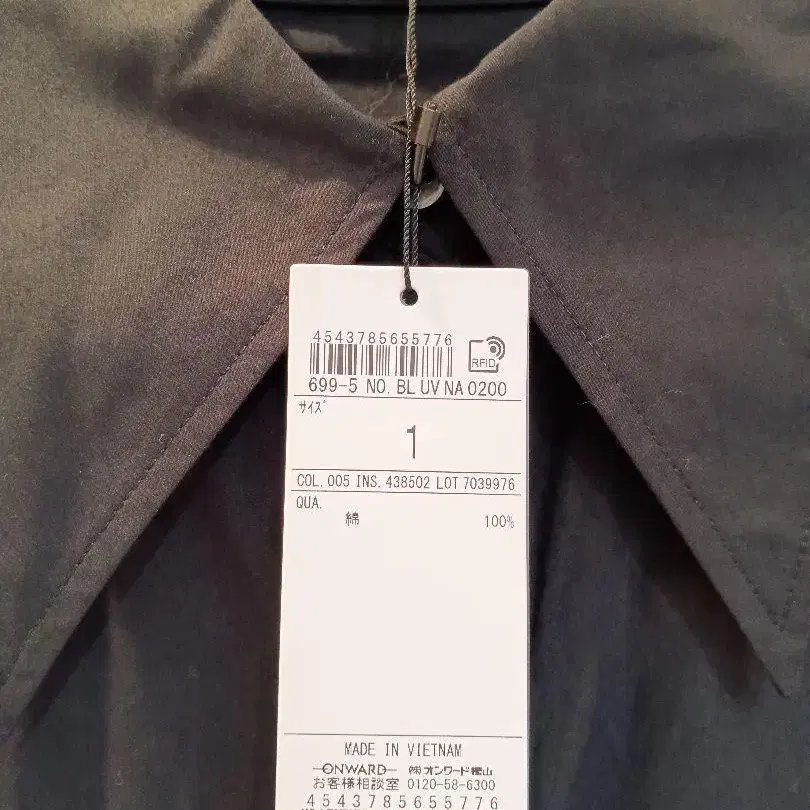 4543785655776
RFID
699-5 NO. BL UV NA 0200
サイズ
1
COL. 005 INS. 438502 LOT 7039976
QUA.
綿 100%
MADE IN VIETNAM
ONWARD ㈱オンワード樫山
お客様相談室 0120-58-6300
4543785655776